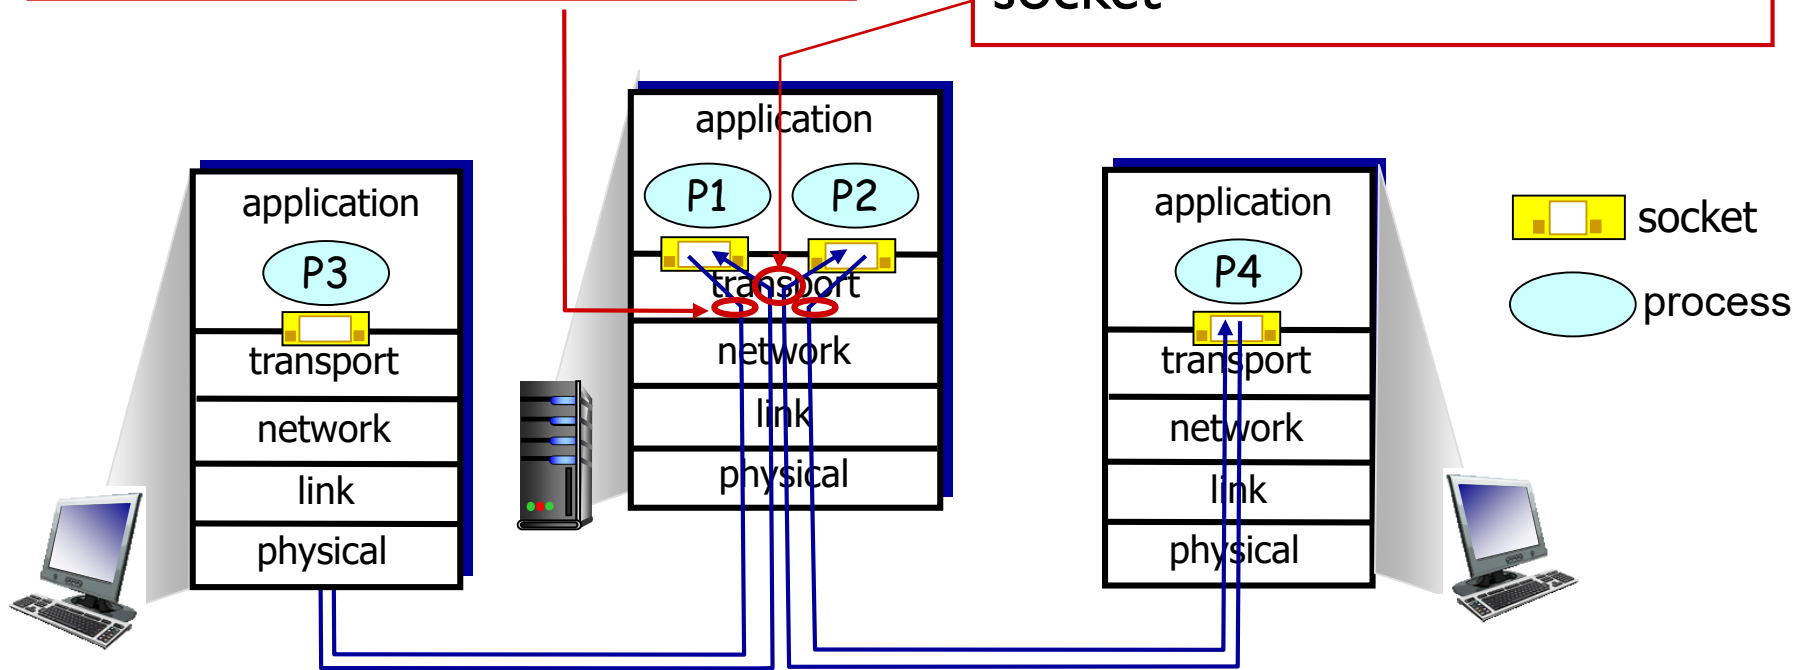 socket
application
P1
P2
transport
network
link
physical
application
P3
transport
network
link
physical
application
P4
transport
network
link
physical
socket
process